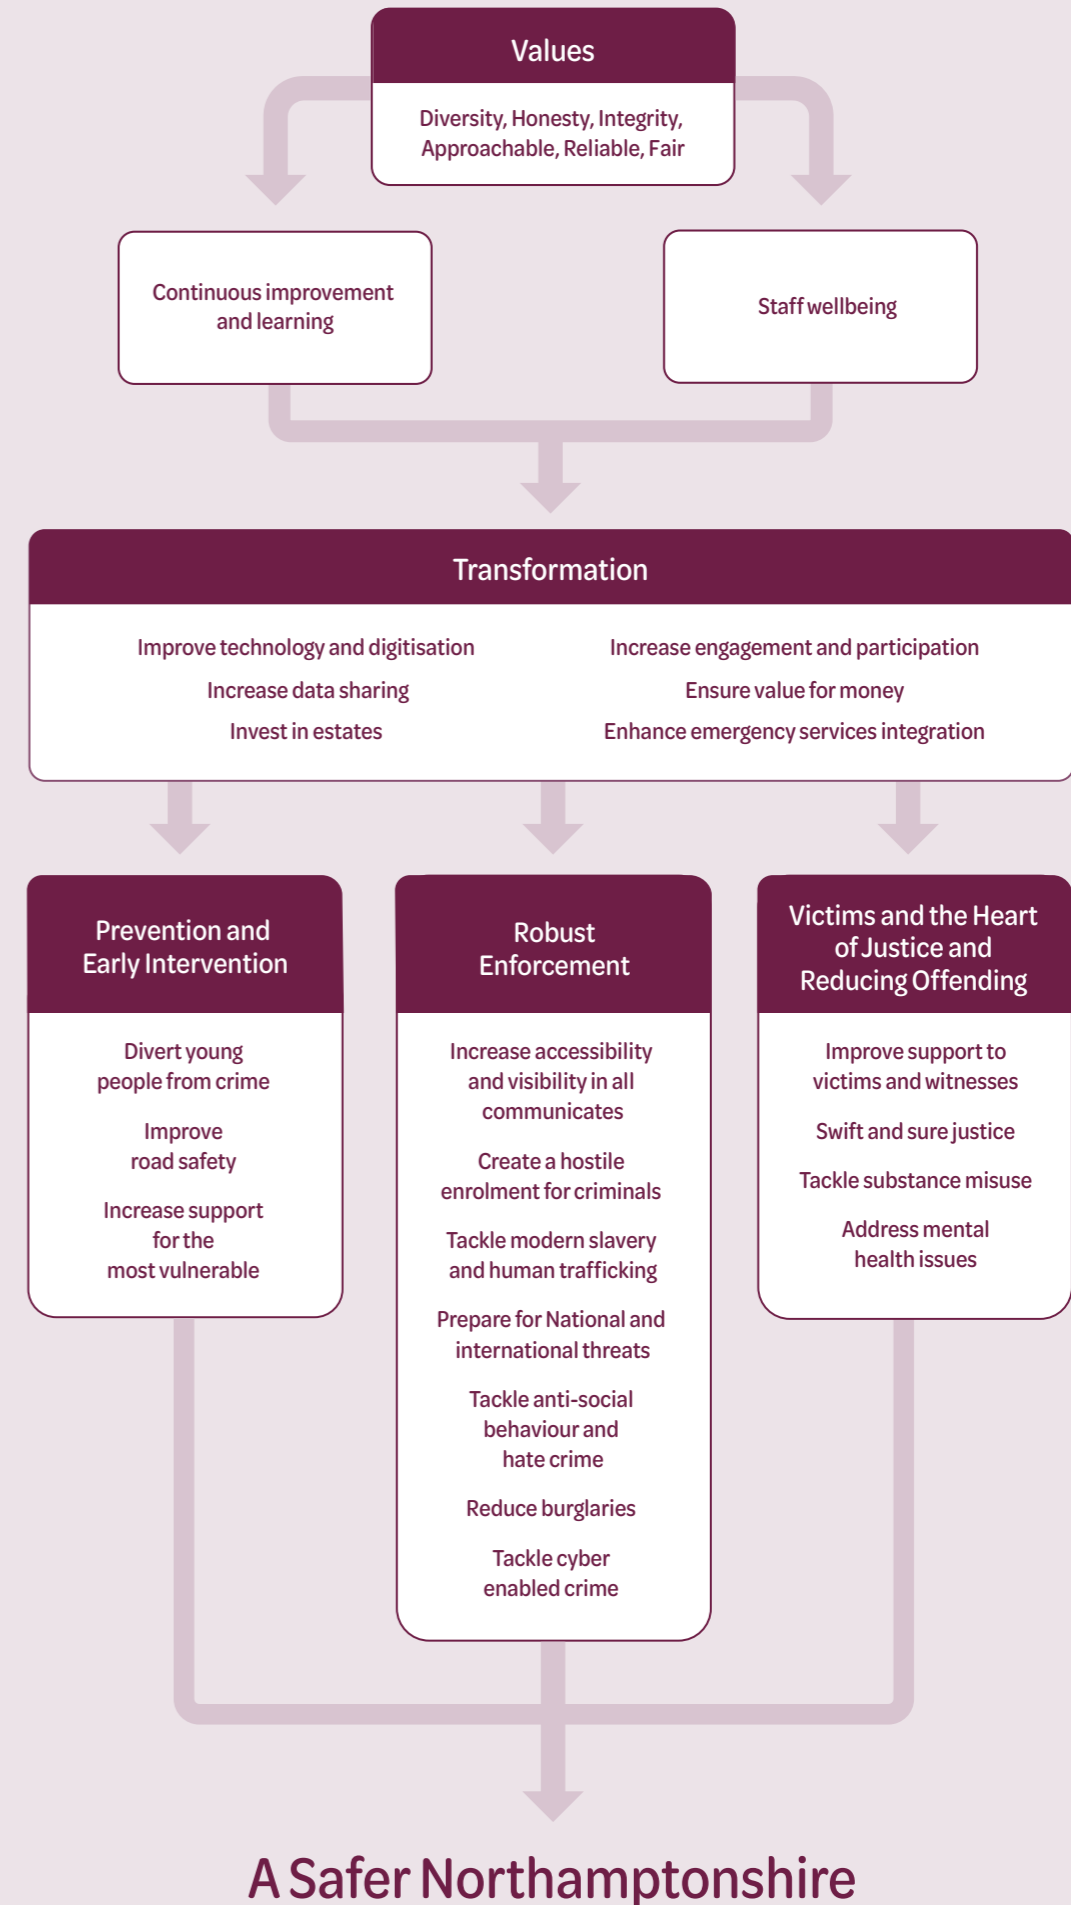 Values
Diversity, Honesty, Integrity,
Approachable, Reliable, Fair
Continuous improvement
and learning
Staff wellbeing
Transformation
Improve technology and digitisation
Increase data sharing
Invest in estates
Increase engagement and participation
Ensure value for money
Enhance emergency services integration
Prevention and
Early Intervention
Divert young
people from crime
Improve
road safety
Increase support
for the
most vulnerable
Robust
Enforcement
Increase accessibility
and visibility in all
communicates
Create a hostile
enrolment for criminals
Tackle modern slavery
and human trafficking
Prepare for National and
international threats
Tackle anti-social
behaviour and
hate crime
Reduce burglaries
Tackle cyber
enabled crime
Victims and the Heart
of Justice and
Reducing Offending
Improve support to
victims and witnesses
Swift and sure justice
Tackle substance misuse
Address mental
health issues
A Safer Northamptonshire